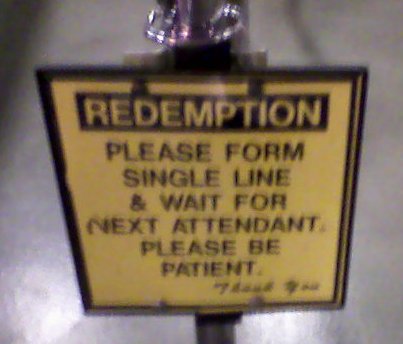 REDEMPTION
PLEASE FORM
SINGLE LINE
& WAIT FOR
NEXT ATTENDANT.
PLEASE BE
PATIENT.
Thank You